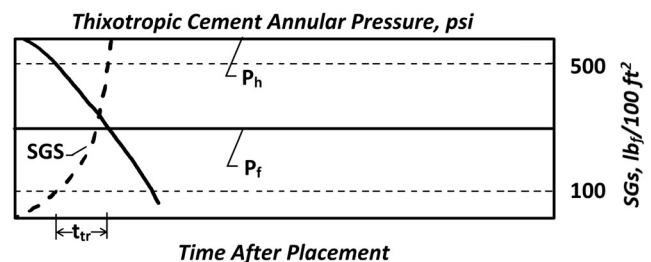 Thixotropic Cement Annular Pressure, psi
500
Ph
SGS
Pf
100
SGs, lbf/100 ft²
ttr
Time After Placement